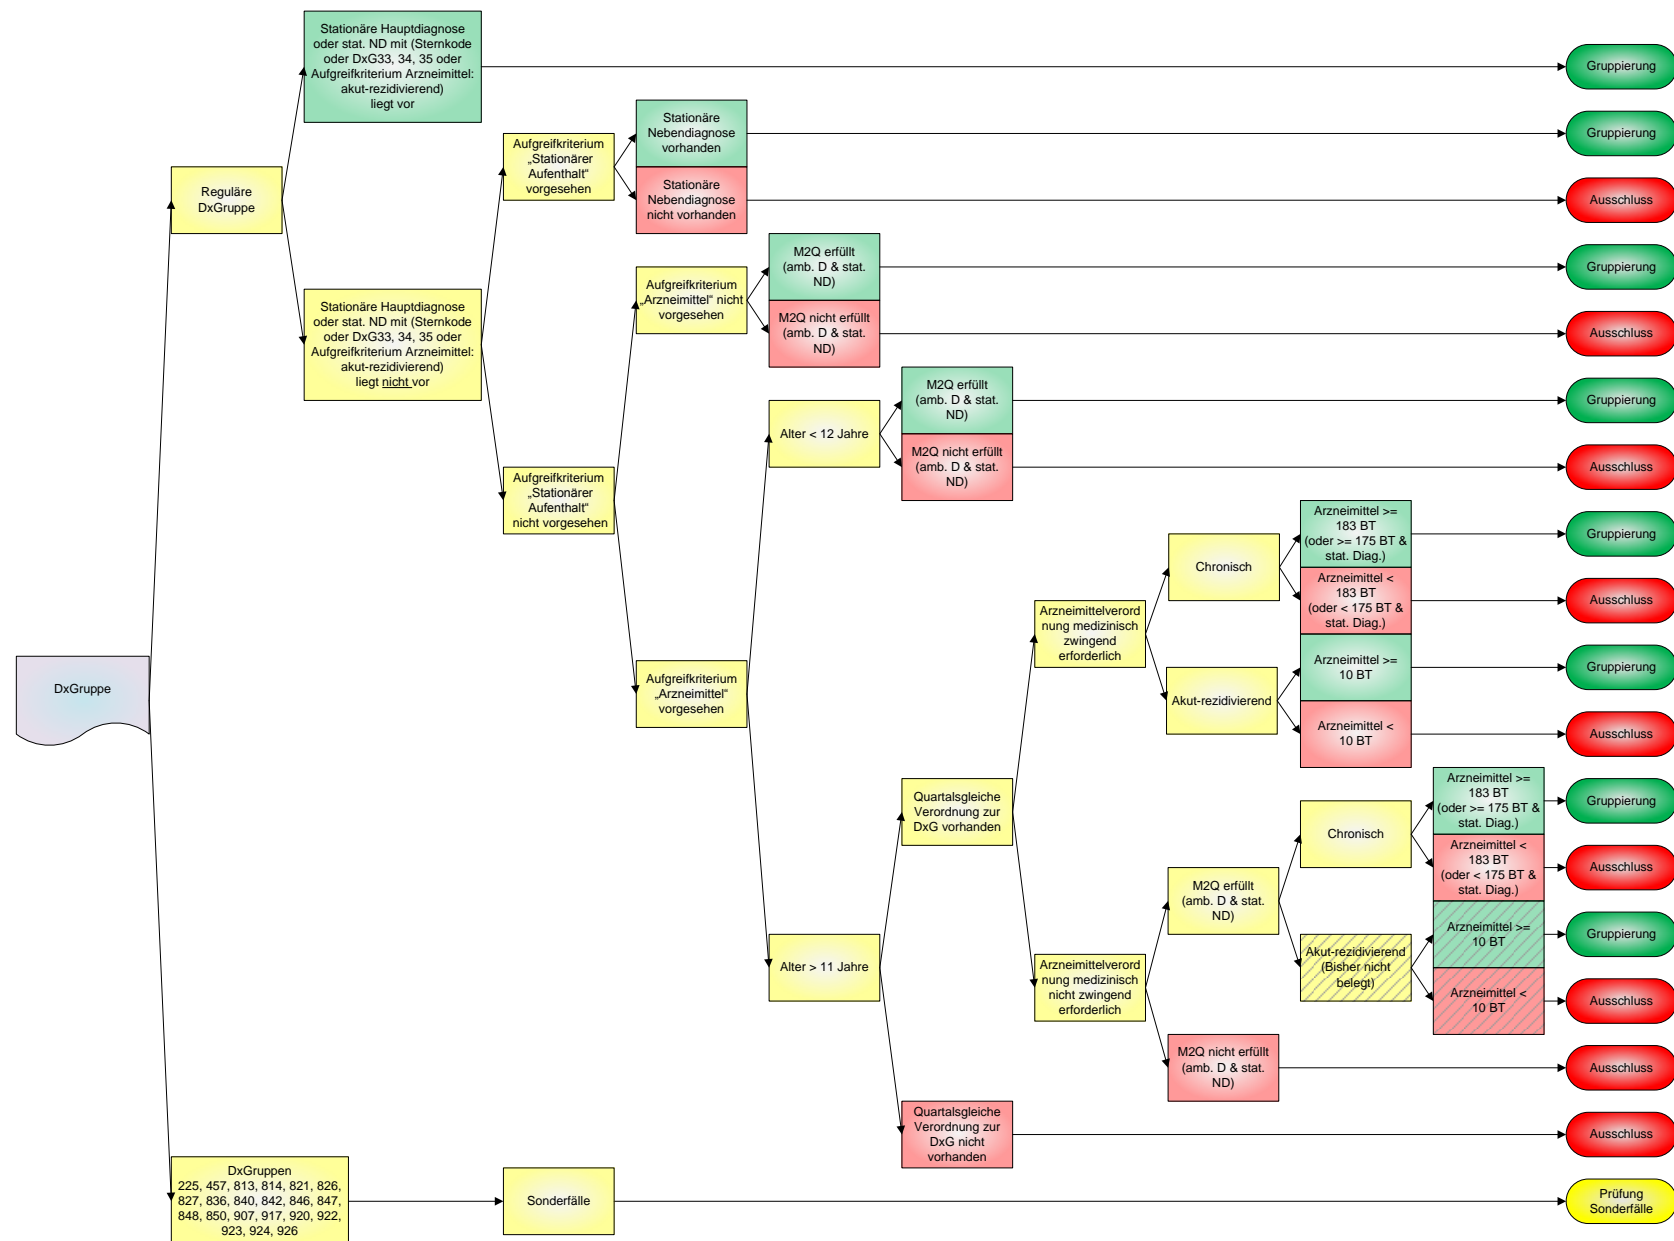 Stationäre Hauptdiagnose
oder stat. ND mit (Sternkode
oder DxG33, 34, 35 oder
Aufgreifkriterium Arzneimittel:
akut-rezidivierend)
liegt vor
Gruppierung
Stationäre
Nebendiagnose
vorhanden
Gruppierung
Aufgreifkriterium
„Stationärer
Aufenthalt“
vorgesehen
Reguläre
DxGruppe
Stationäre
Nebendiagnose
nicht vorhanden
Ausschluss
M2Q erfüllt
(amb. D & stat.
ND)
Gruppierung
Aufgreifkriterium
„Arzneimittel“ nicht
vorgesehen
Stationäre Hauptdiagnose
oder stat. ND mit (Sternkode
oder DxG33, 34, 35 oder
Aufgreifkriterium Arzneimittel:
akut-rezidivierend)
liegt nicht vor
M2Q nicht erfüllt
(amb. D & stat.
ND)
Ausschluss
M2Q erfüllt
(amb. D & stat.
ND)
Gruppierung
Alter < 12 Jahre
M2Q nicht erfüllt
(amb. D & stat.
ND)
Ausschluss
Aufgreifkriterium
„Stationärer
Aufenthalt“
nicht vorgesehen
Arzneimittel >=
183 BT
(oder >= 175 BT &
stat. Diag.)
Gruppierung
Chronisch
Arzneimittel <
183 BT
(oder < 175 BT &
stat. Diag.)
Ausschluss
Arzneimittelverord
nung medizinisch
zwingend
erforderlich
Arzneimittel >=
10 BT
Gruppierung
DxGruppe
Aufgreifkriterium
„Arzneimittel“
vorgesehen
Akut-rezidivierend
Arzneimittel <
10 BT
Ausschluss
Arzneimittel >=
183 BT
(oder >= 175 BT &
stat. Diag.)
Gruppierung
Quartalsgleiche
Verordnung zur
DxG vorhanden
Chronisch
Arzneimittel <
183 BT
(oder < 175 BT &
stat. Diag.)
Ausschluss
M2Q erfüllt
(amb. D & stat.
ND)
Arzneimittel >=
10 BT
Gruppierung
Alter > 11 Jahre
Akut-rezidivierend
(Bisher nicht
belegt)
Arzneimittelverord
nung medizinisch
nicht zwingend
erforderlich
Arzneimittel <
10 BT
Ausschluss
M2Q nicht erfüllt
(amb. D & stat.
ND)
Ausschluss
Quartalsgleiche
Verordnung zur
DxG nicht
vorhanden
Ausschluss
DxGruppen
225, 457, 813, 814, 821, 826,
827, 836, 840, 842, 846, 847,
848, 850, 907, 917, 920, 922,
923, 924, 926
Sonderfälle
Prüfung
Sonderfälle